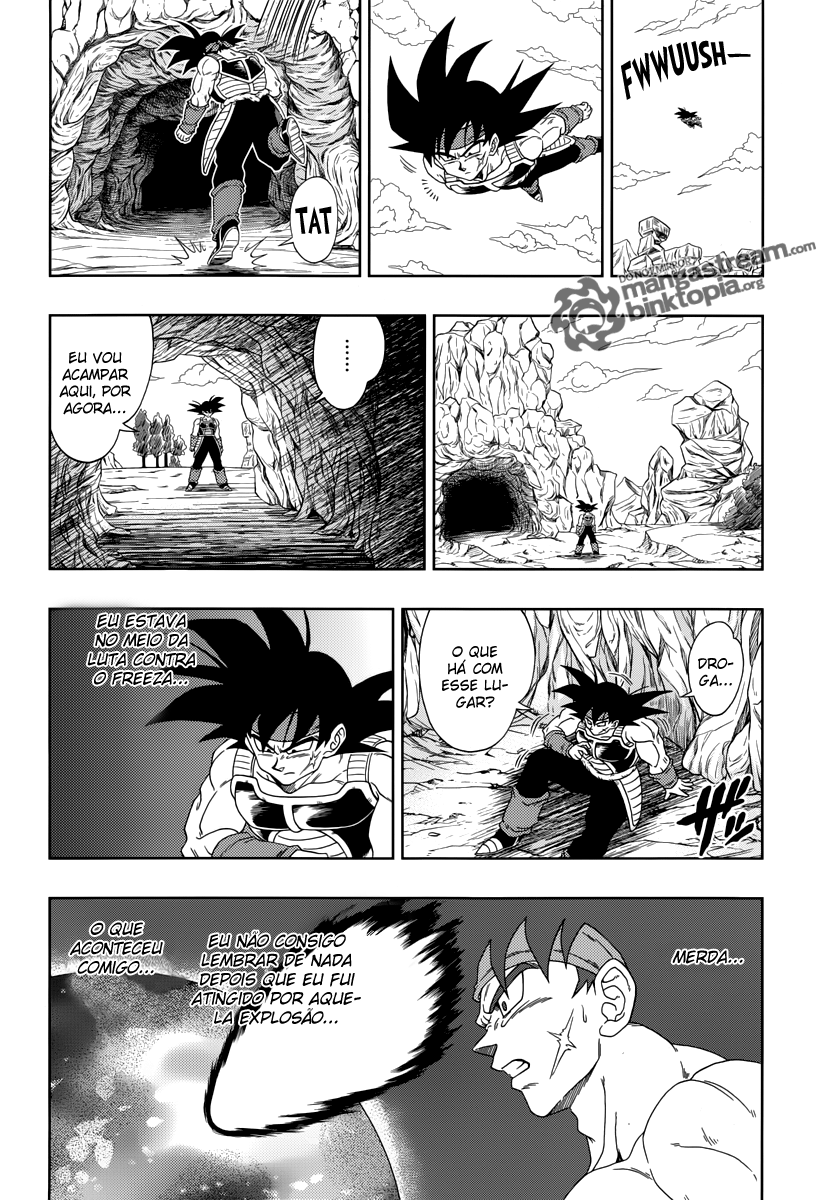 FWWUUSH—
DO NOT MIRROR?
mangastream.com
binktopia.org
TAT
......
EU VOU
ACAMPAR
AQUI, POR
AGORA...
DRO-
GA...
O QUE
HÁ COM
ESSE LU-
GAR?
EU ESTAVA
NO MEIO DA
LUTA CONTRA
O FREEZA...
MERDA...
EU NÃO CONSIGO
LEMBRAR DE NADA
DEPOIS QUE EU FUI
ATINGIDO POR AQUE-
LA EXPLOSÃO...
O QUE
ACONTECEU
COMIGO...